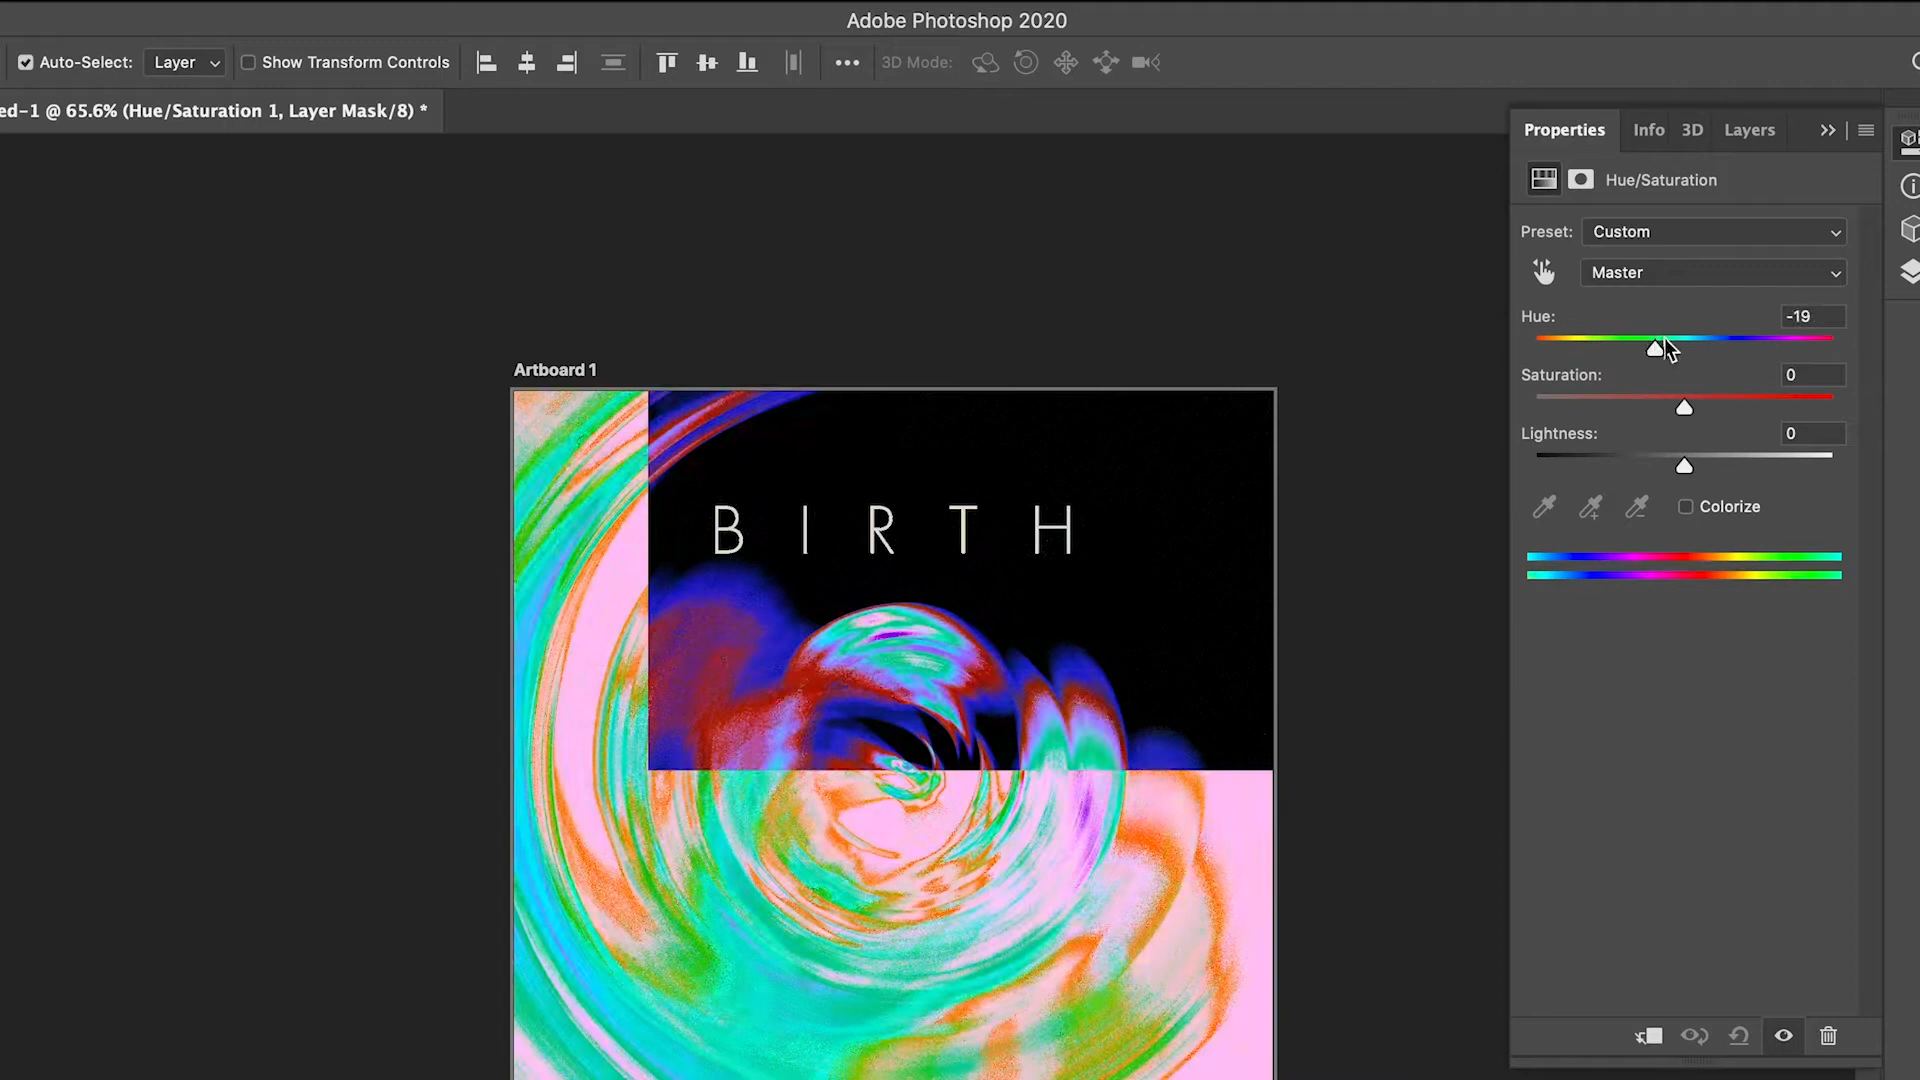 Adobe Photoshop 2020
Auto-Select: Layer Show Transform Controls 3D Mode:
ed-1 @ 65.6% (Hue/Saturation 1, Layer Mask/8) *
Properties Info 3D Layers
Hue/Saturation
Preset: Custom
Master
Hue: -19
Saturation: 0
Lightness: 0
Colorize
Artboard 1
BIRTH